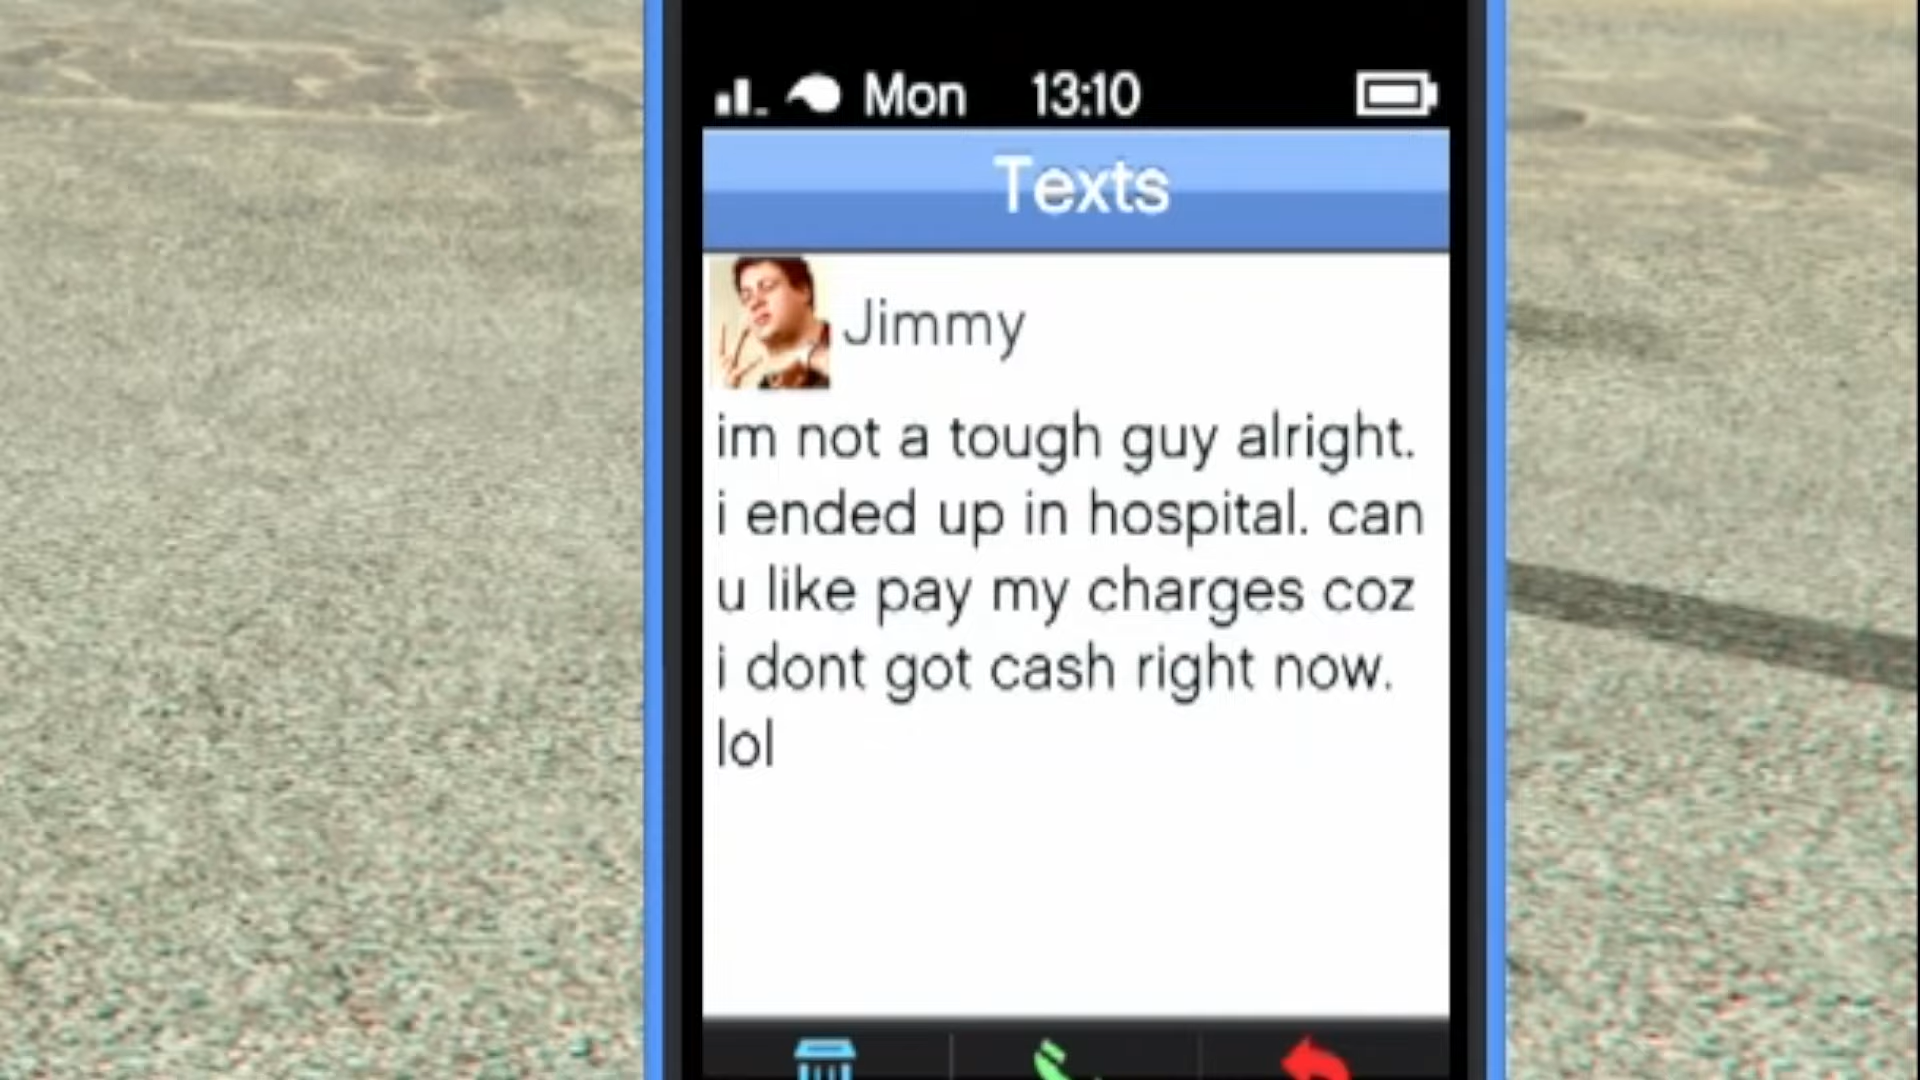 Mon 13:10
Texts
Jimmy
im not a tough guy alright.
i ended up in hospital. can
u like pay my charges coz
i dont got cash right now.
lol